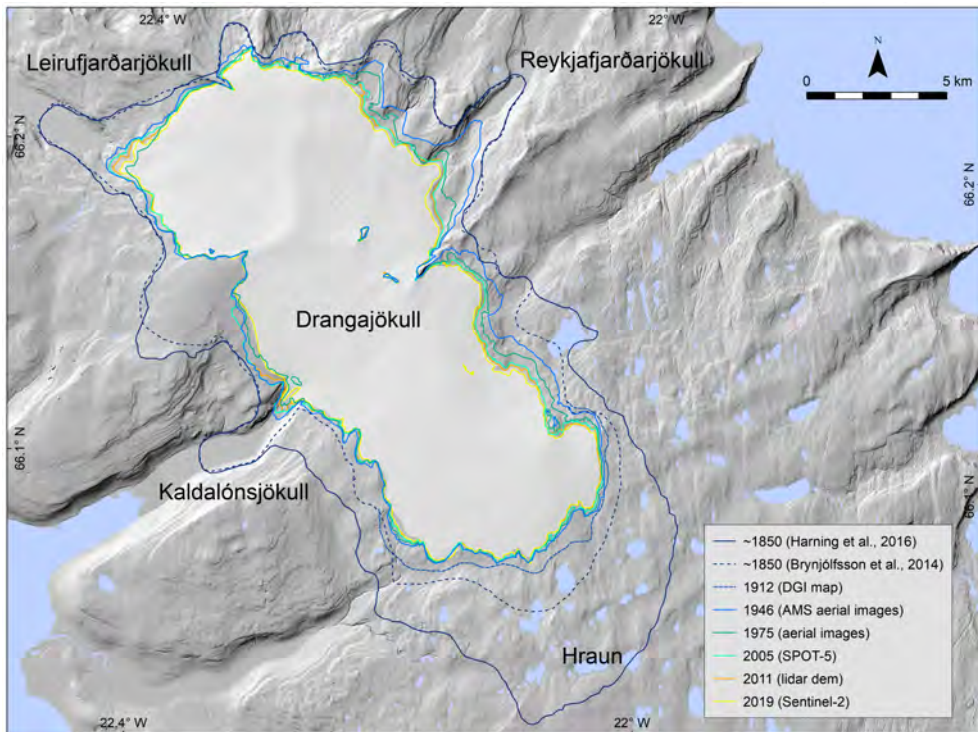 22.4° W
22° W
Leirufjarðarjökull
Reykjafjarðarjökull
N
0
5 km
66.2° N
66.2° N
Drangajökull
66.1° N
66.1° N
Kaldalónsjökull
Hraun
~1850 (Harning et al., 2016)
~1850 (Brynjólfsson et al., 2014)
1912 (DGI map)
1946 (AMS aerial images)
1975 (aerial images)
2005 (SPOT-5)
2011 (lidar dem)
2019 (Sentinel-2)
22.4° W
22° W